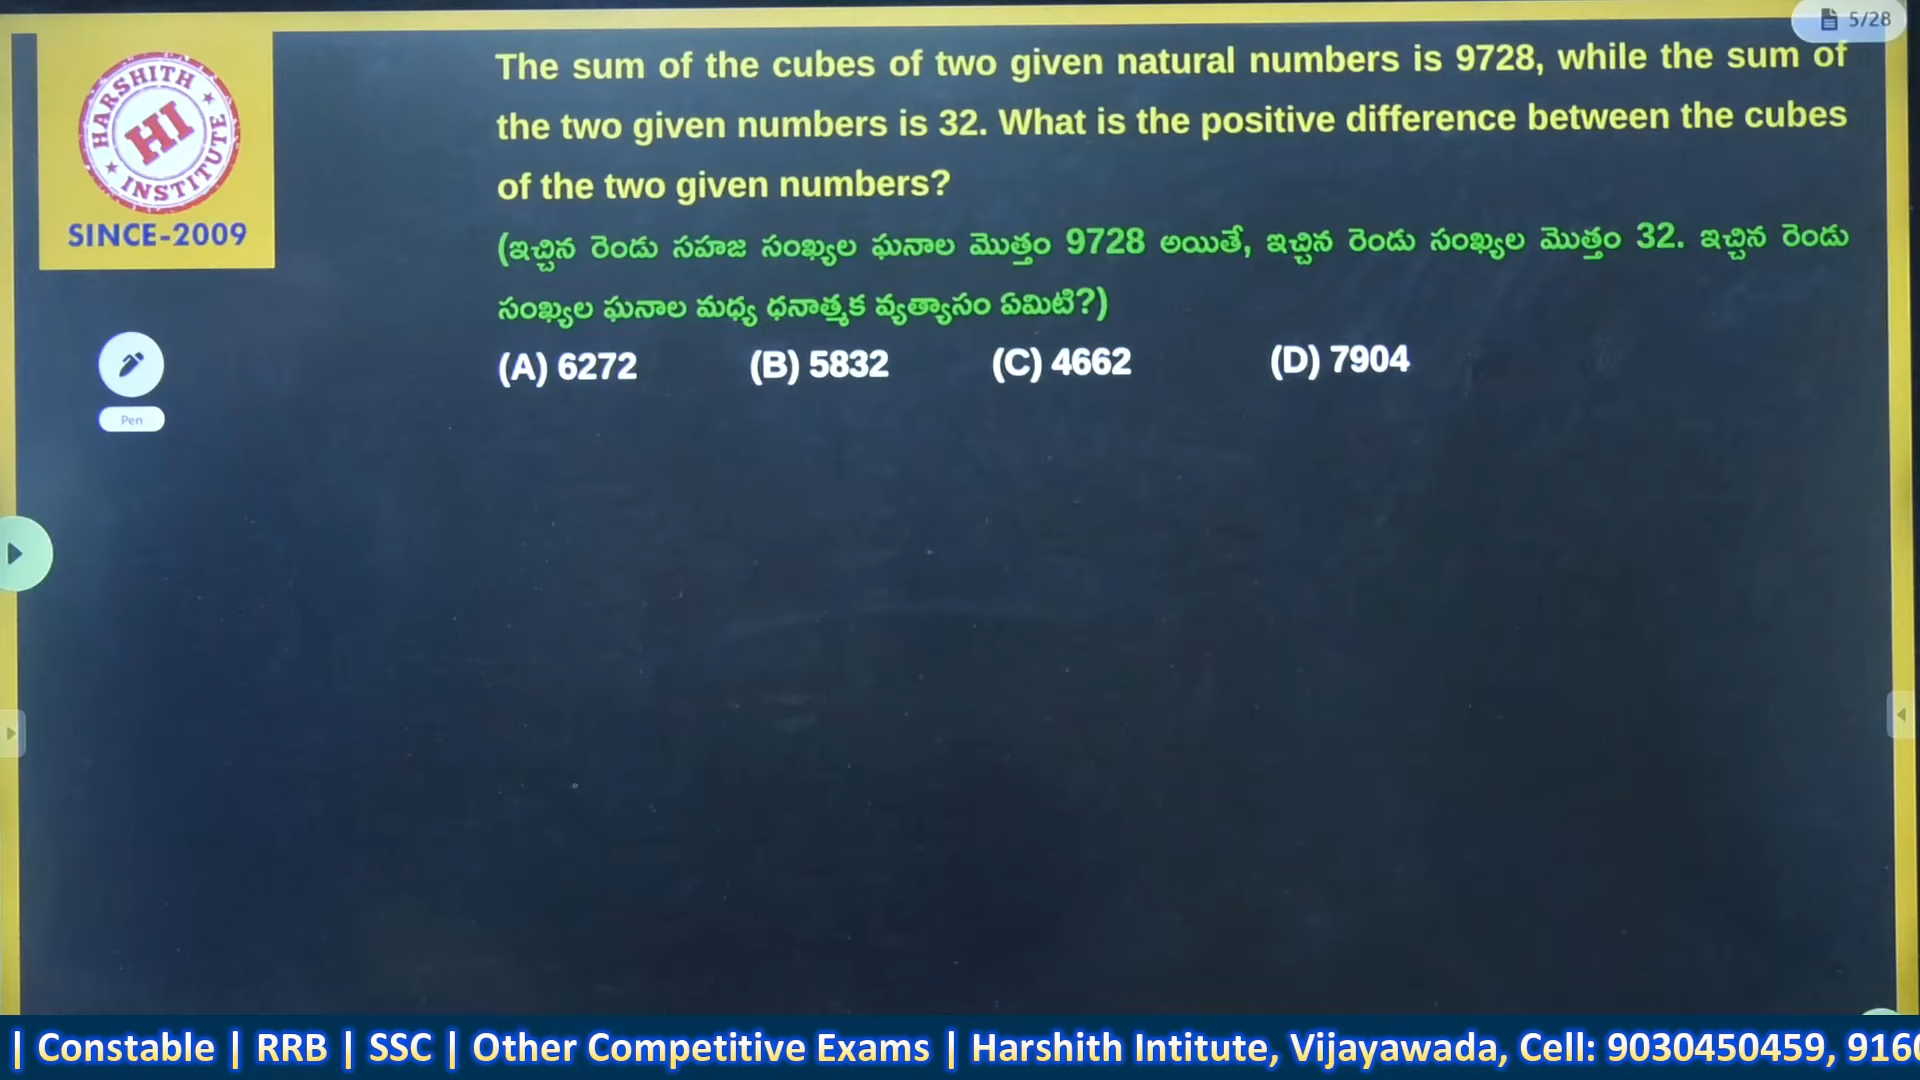 5/28
HARSHITH
HI
INSTITUTE
SINCE-2009
The sum of the cubes of two given natural numbers is 9728, while the sum of
the two given numbers is 32. What is the positive difference between the cubes
of the two given numbers?
(ఇచ్చిన రెండు సహజ సంఖ్యల ఘనాల మొత్తం 9728 అయితే, ఇచ్చిన రెండు సంఖ్యల మొత్తం 32. ఇచ్చిన రెండు
సంఖ్యల ఘనాల మధ్య ధనాత్మక వ్యత్యాసం ఏమిటి?)
(A) 6272 (B) 5832 (C) 4662 (D) 7904
Pen
| Constable | RRB | SSC | Other Competitive Exams | Harshith Intitute, Vijayawada, Cell: 9030450459, 9160